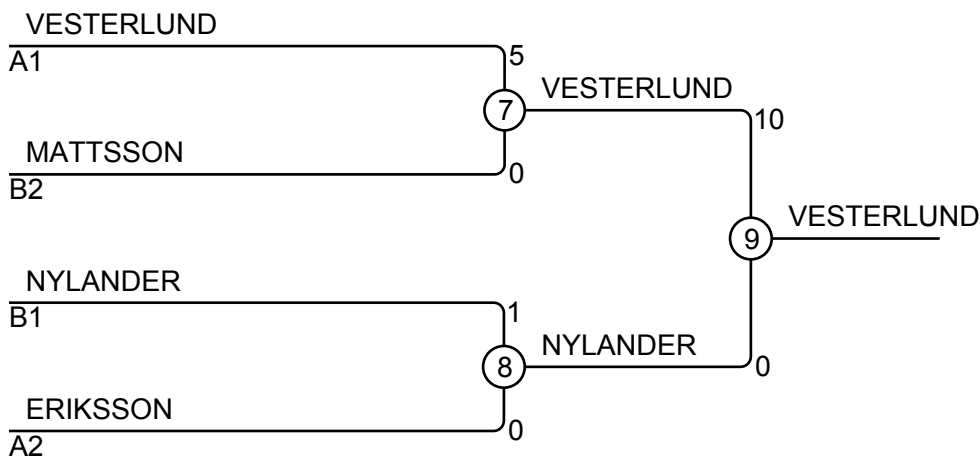 VESTERLUND
A1
5
7
VESTERLUND
10
MATTSSON
B2
0
9
VESTERLUND
NYLANDER
B1
1
8
NYLANDER
0
ERIKSSON
A2
0